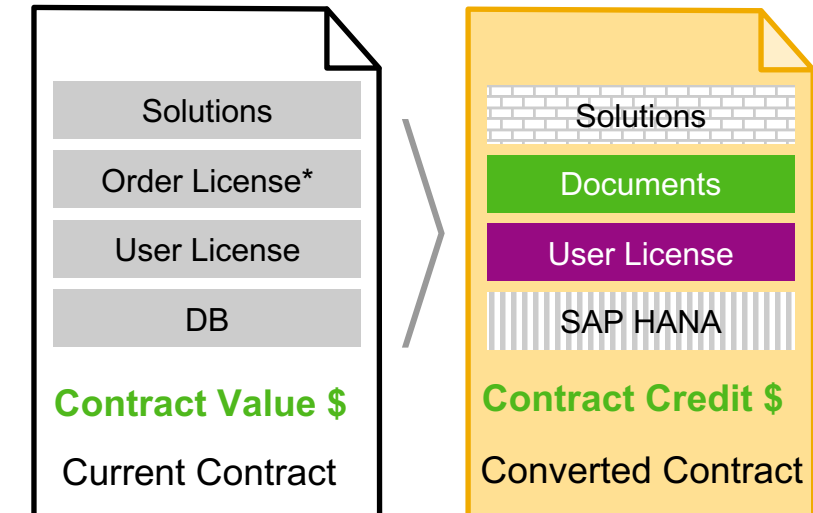 Solutions
Order License*
User License
DB
Contract Value $
Current Contract
Solutions
Documents
User License
SAP HANA
Contract Credit $
Converted Contract